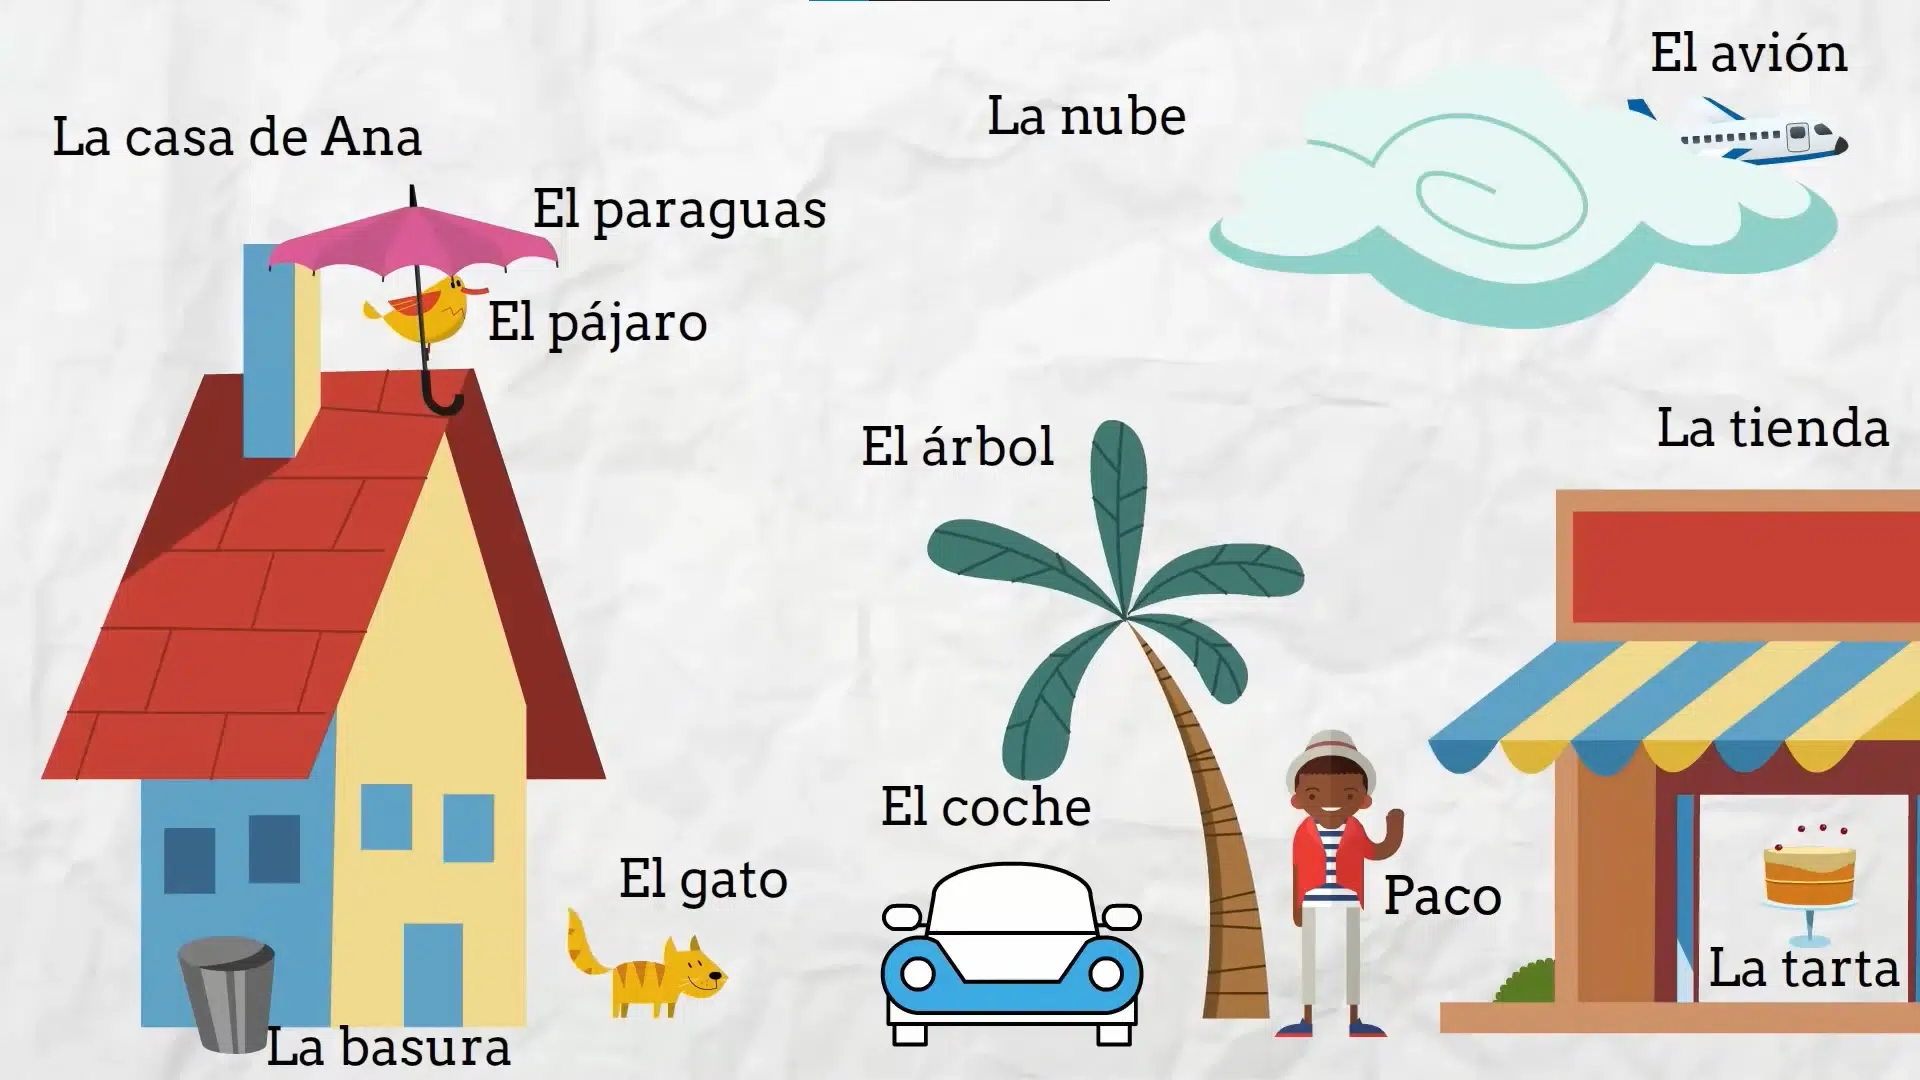 El avión
La nube
La casa de Ana
El paraguas
El pájaro
La tienda
El árbol
El coche
El gato
Paco
La tarta
La basura